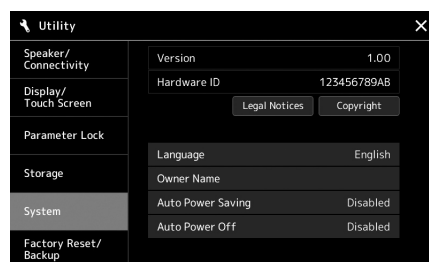 Utility
Speaker/
Connectivity
Display/
Touch Screen
Parameter Lock
Storage
System
Factory Reset/
Backup
Version 1.00
Hardware ID 123456789AB
Legal Notices Copyright
Language English
Owner Name
Auto Power Saving Disabled
Auto Power Off Disabled